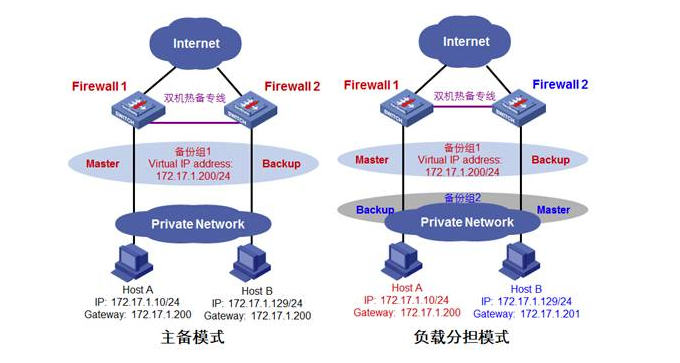 Internet
Firewall 1
Firewall 2
双机热备专线
SWITCH
SWITCH
备份组1
Master
Virtual IP address:
Backup
172.17.1.200/24
Private Network
Host A
IP: 172.17.1.10/24
Gateway: 172.17.1.200
Host B
IP: 172.17.1.129/24
Gateway: 172.17.1.200
主备模式
Internet
Firewall 1
Firewall 2
双机热备专线
SWITCH
SWITCH
备份组1
Master
Virtual IP address:
Backup
172.17.1.200/24
备份组2
Backup
Master
Private Network
Host A
IP: 172.17.1.10/24
Gateway: 172.17.1.200
Host B
IP: 172.17.1.129/24
Gateway: 172.17.1.201
负载分担模式